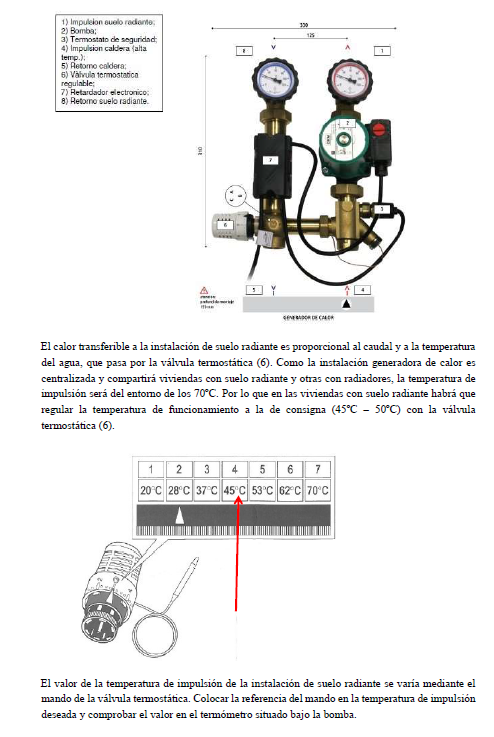 1) Impulsion suelo radiante;
2) Bomba;
3) Termostato de seguridad;
4) Impulsion caldera (alta
temp.);
5) Retorno caldera;
6) Válvula termostatica
regulable;
7) Retardador electronico;
8) Retorno suelo radiante.
330
125
8
1
2
310
7
3
6
5
4
GENERADOR DE CALOR
El calor transferible a la instalación de suelo radiante es proporcional al caudal y a la temperatura
del agua, que pasa por la válvula termostática (6). Como la instalación generadora de calor es
centralizada y compartirá viviendas con suelo radiante y otras con radiadores, la temperatura de
impulsión será del entorno de los 70ºC. Por lo que en las viviendas con suelo radiante habrá que
regular la temperatura de funcionamiento a la de consigna (45ºC – 50ºC) con la válvula
termostática (6).
1 2 3 4 5 6 7
20°C 28°C 37°C 45°C 53°C 62°C 70°C
El valor de la temperatura de impulsión de la instalación de suelo radiante se varía mediante el
mando de la válvula termostática. Colocar la referencia del mando en la temperatura de impulsión
deseada y comprobar el valor en el termómetro situado bajo la bomba.